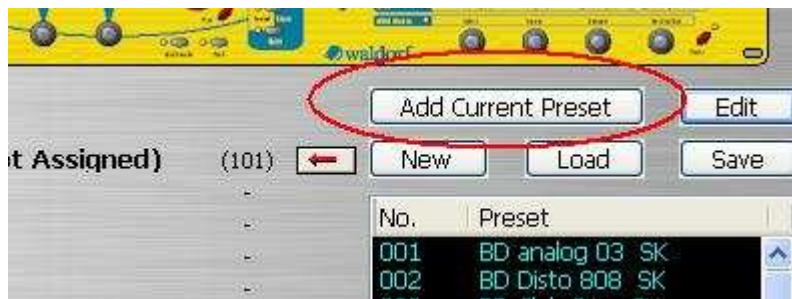 waldorf
Add Current Preset Edit
t Assigned) (101) New Load Save
-
- No. Preset
- 001 BD analog 03 SK
- 002 BD Disto 808 SK